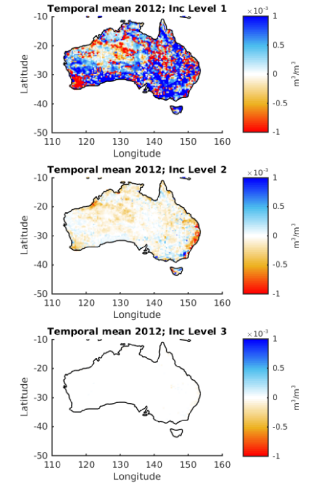 Temporal mean 2012; Inc Level 1
×10⁻³
-10
-20
-30
-40
-50
Latitude
110 120 130 140 150 160
Longitude
1
0.5
0
-0.5
-1
m³/m³
Temporal mean 2012; Inc Level 2
×10⁻³
-10
-20
-30
-40
-50
Latitude
110 120 130 140 150 160
Longitude
1
0.5
0
-0.5
-1
m³/m³
Temporal mean 2012; Inc Level 3
×10⁻³
-10
-20
-30
-40
-50
Latitude
110 120 130 140 150 160
Longitude
1
0.5
0
-0.5
-1
m³/m³